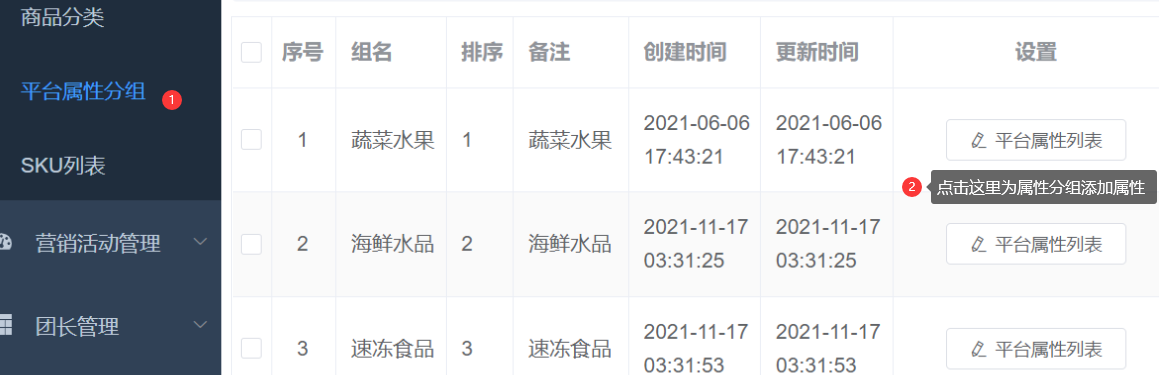 商品分类
平台属性分组 1
SKU列表
营销活动管理
团长管理
序号 组名 排序 备注 创建时间 更新时间 设置
1 蔬菜水果 1 蔬菜水果 2021-06-06 17:43:21 2021-06-06 17:43:21 平台属性列表
2 点击这里为属性分组添加属性
2 海鲜水品 2 海鲜水品 2021-11-17 03:31:25 2021-11-17 03:31:25 平台属性列表
3 速冻食品 3 速冻食品 2021-11-17 03:31:53 2021-11-17 03:31:53 平台属性列表